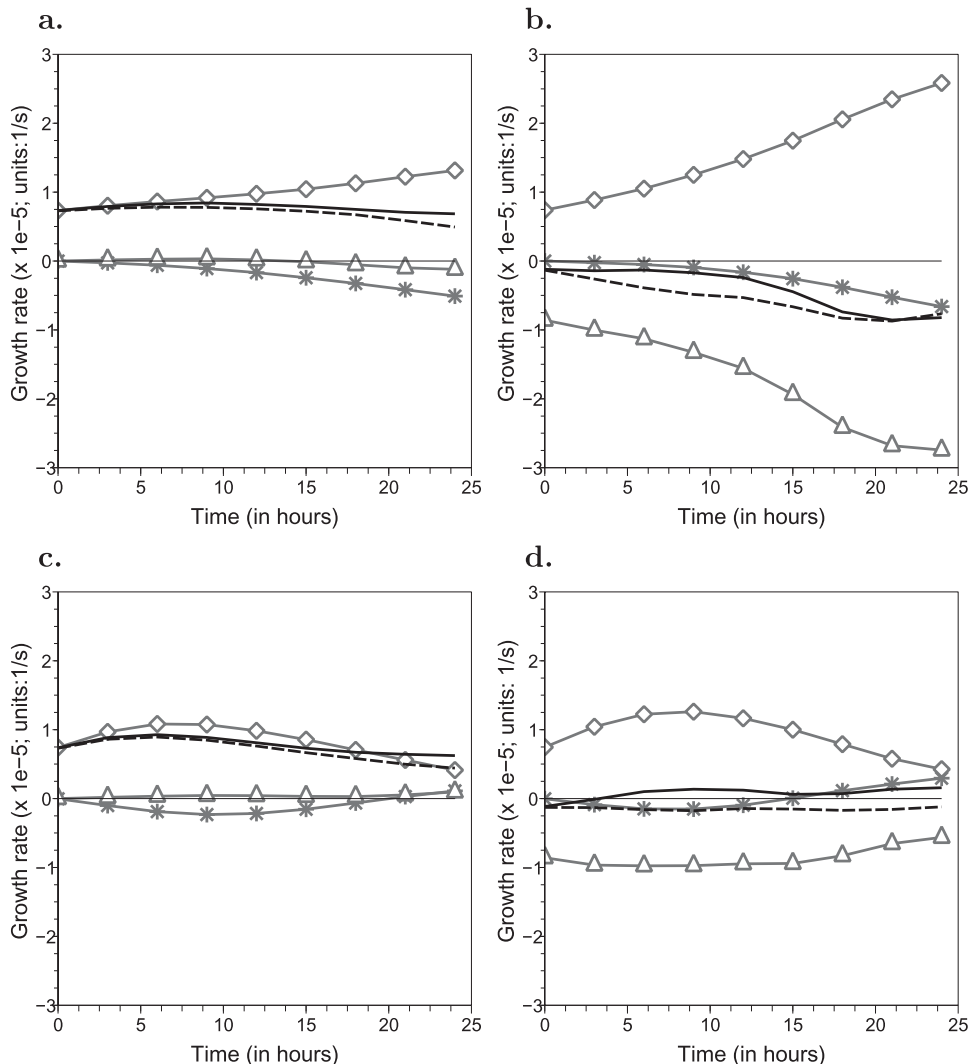 a.
Growth rate (x 1e−5; units:1/s)
3
2
1
0
−1
−2
−3
0 5 10 15 20 25
Time (in hours)
b.
Growth rate (x 1e−5; units:1/s)
3
2
1
0
−1
−2
−3
0 5 10 15 20 25
Time (in hours)
c.
Growth rate (x 1e−5; units:1/s)
3
2
1
0
−1
−2
−3
0 5 10 15 20 25
Time (in hours)
d.
Growth rate (x 1e−5; units: 1/s)
3
2
1
0
−1
−2
−3
0 5 10 15 20 25
Time (in hours)